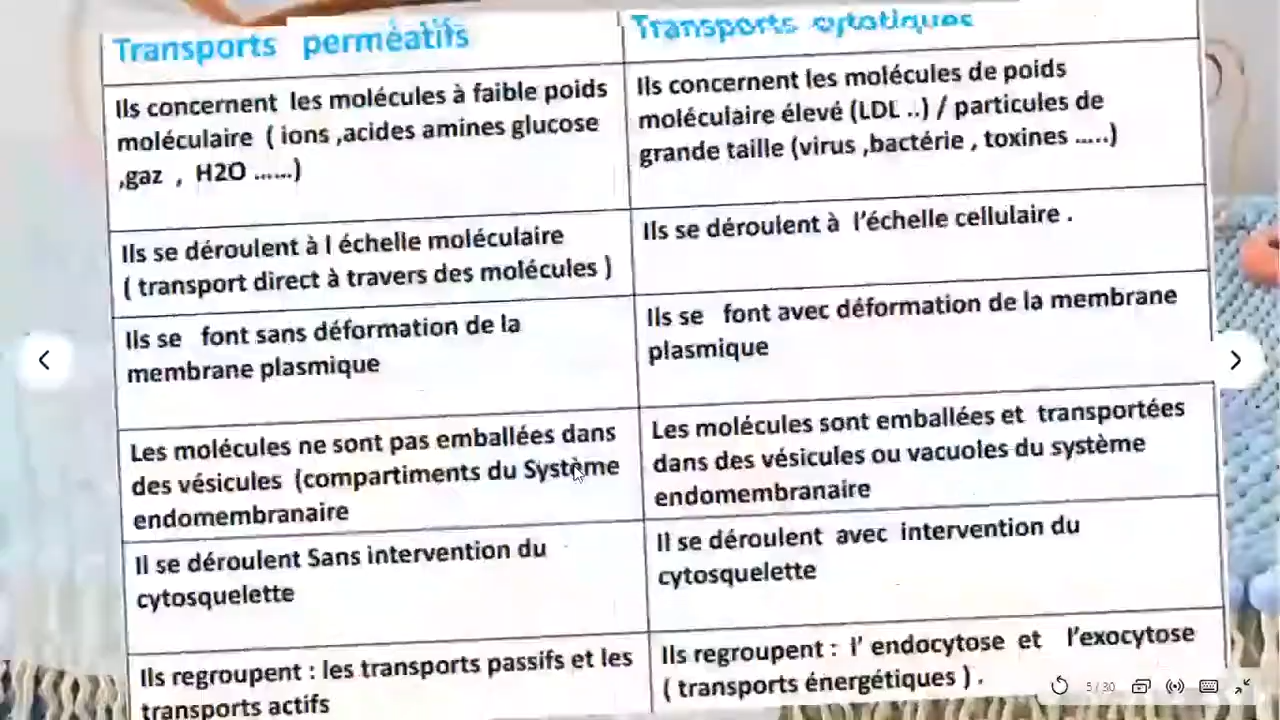 Transports perméatifs
Transports cytotiques
Ils concernent les molécules à faible poids
moléculaire ( ions ,acides amines glucose
,gaz , H2O ......)
Ils concernent les molécules de poids
moléculaire élevé (LDL ..) / particules de
grande taille (virus ,bactérie , toxines .....)
Ils se déroulent à l échelle moléculaire
( transport direct à travers des molécules )
Ils se déroulent à l'échelle cellulaire .
Ils se font sans déformation de la
membrane plasmique
Ils se font avec déformation de la membrane
plasmique
Les molécules ne sont pas emballées dans
des vésicules (compartiments du Système
endomembranaire
Les molécules sont emballées et transportées
dans des vésicules ou vacuoles du système
endomembranaire
Il se déroulent Sans intervention du
cytosquelette
Il se déroulent avec intervention du
cytosquelette
Ils regroupent : les transports passifs et les
transports actifs
Ils regroupent : l' endocytose et l'exocytose
( transports énergétiques ) .
5 / 30